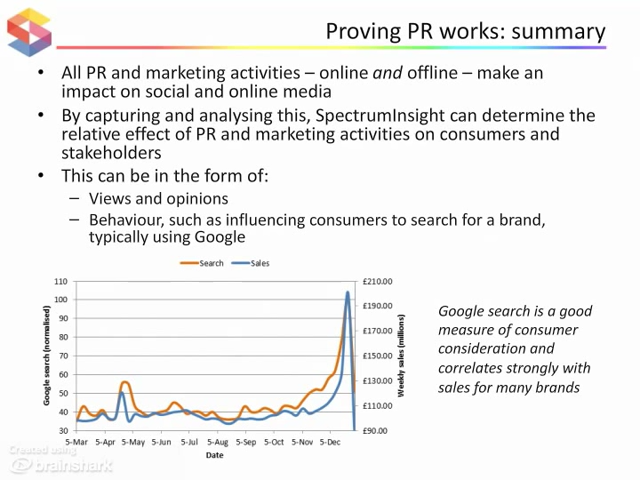 Proving PR works: summary
• All PR and marketing activities – online and offline – make an
impact on social and online media
• By capturing and analysing this, SpectrumInsight can determine the
relative effect of PR and marketing activities on consumers and
stakeholders
• This can be in the form of:
– Views and opinions
– Behaviour, such as influencing consumers to search for a brand,
typically using Google
Search Sales
Google search (normalised)
110
100
90
80
70
60
50
40
30
£210.00
£190.00
£170.00
£150.00
£130.00
£110.00
£90.00
Weekly sales (millions)
5-Mar 5-Apr 5-May 5-Jun 5-Jul 5-Aug 5-Sep 5-Oct 5-Nov 5-Dec
Date
Google search is a good
measure of consumer
consideration and
correlates strongly with
sales for many brands
Created using
brainshark